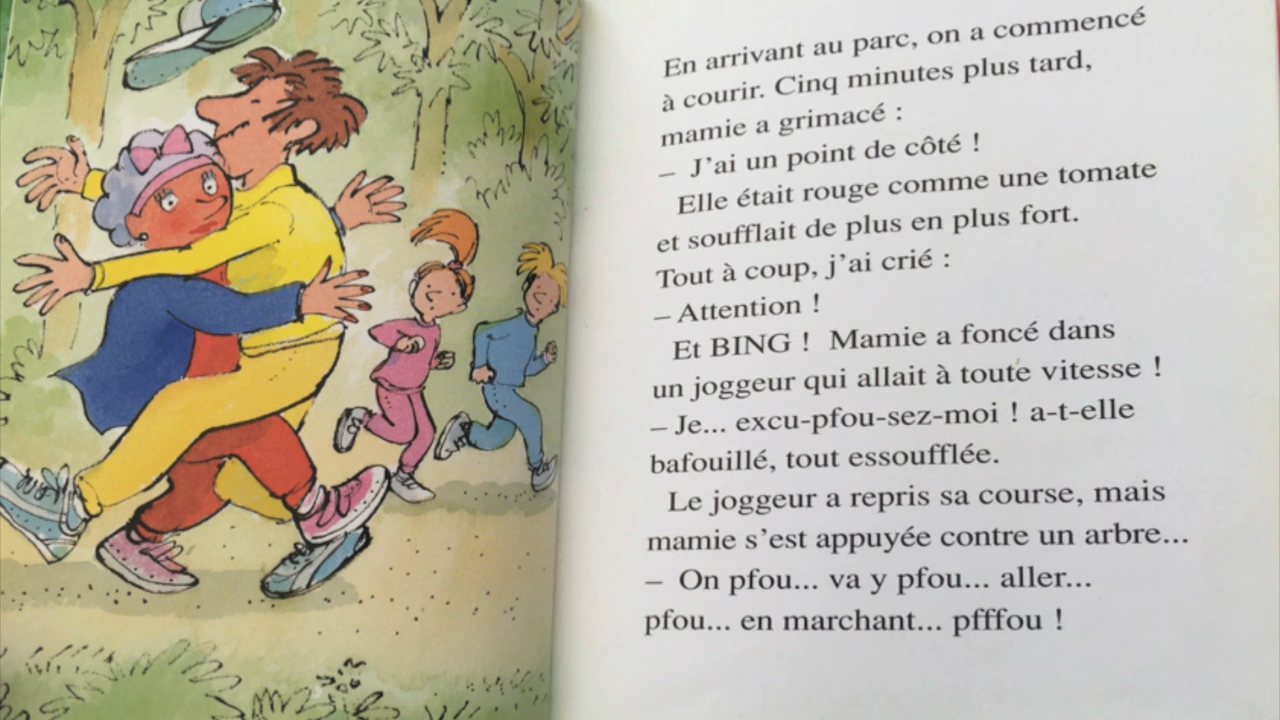 En arrivant au parc, on a commencé
à courir. Cinq minutes plus tard,
mamie a grimacé :
– J'ai un point de côté !
Elle était rouge comme une tomate
et soufflait de plus en plus fort.
Tout à coup, j'ai crié :
– Attention !
Et BING ! Mamie a foncé dans
un joggeur qui allait à toute vitesse !
– Je... excu-pfou-sez-moi ! a-t-elle
bafouillé, tout essoufflée.
Le joggeur a repris sa course, mais
mamie s'est appuyée contre un arbre...
– On pfou... va y pfou... aller...
pfou... en marchant... pfffou !